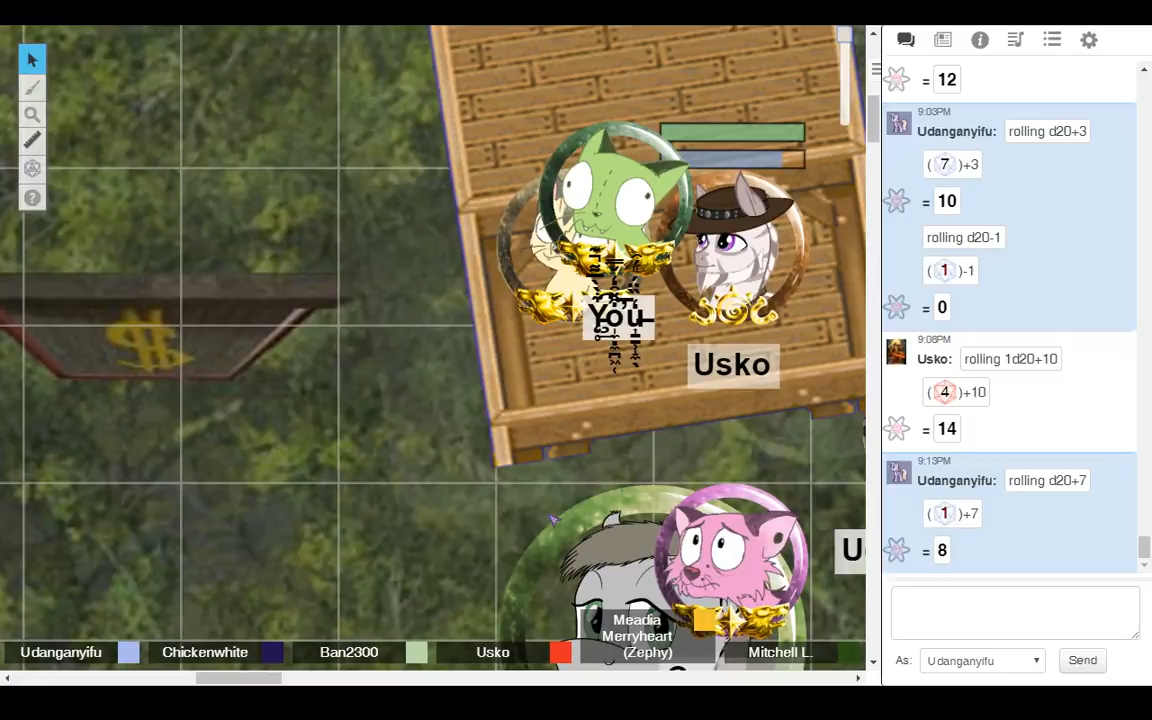 = 12
9:03PM
Udanganyifu: rolling d20+3
(7)+3
= 10
rolling d20-1
(1)-1
= 0
9:08PM
Usko: rolling 1d20+10
(4)+10
= 14
9:13PM
Udanganyifu: rolling d20+7
(1)+7
= 8
As: Udanganyifu Send
$
You
Usko
U
Udanganyifu Chickenwhite Ban2300 Usko Meadia Merryheart (Zephy) Mitchell L.